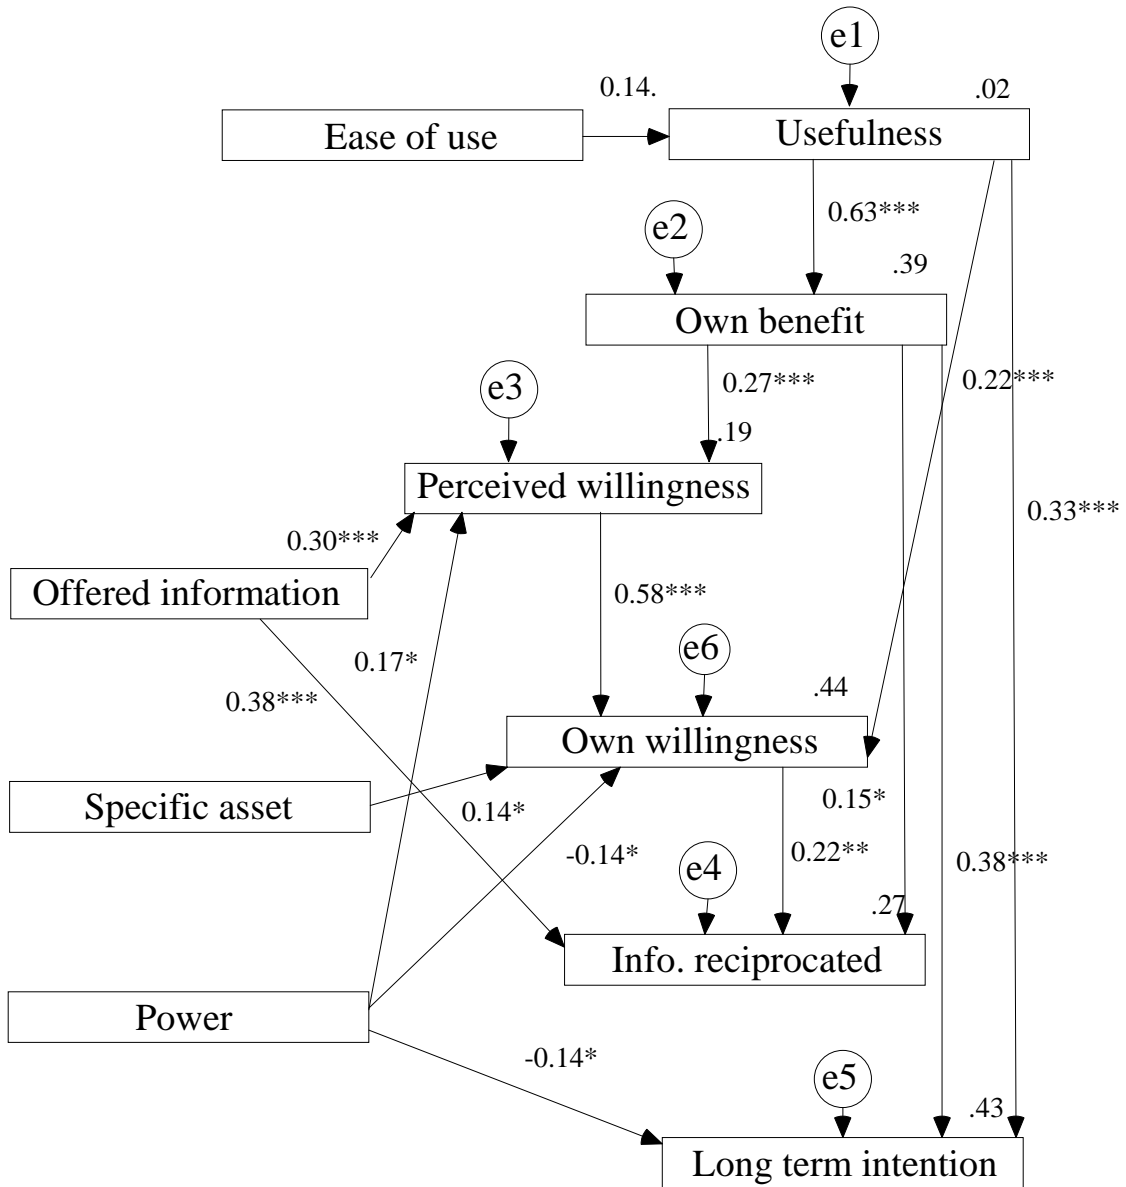 e1
0.14.
.02
Ease of use
Usefulness
e2
0.63***
.39
Own benefit
e3
0.27***
0.22***
.19
Perceived willingness
0.33***
0.30***
Offered information
0.58***
0.17*
e6
0.38***
.44
Own willingness
Specific asset
0.14*
0.15*
-0.14*
0.22**
e4
0.38***
.27
Info. reciprocated
Power
-0.14*
e5
.43
Long term intention